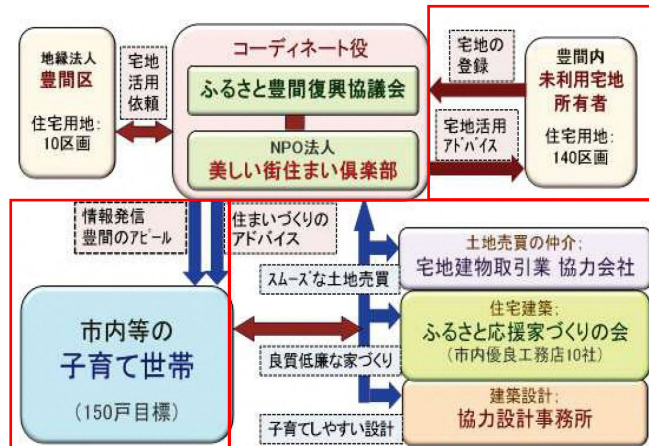 地縁法人
豊間区
住宅用地:
10区画
宅地
活用
依頼
コーディネート役
ふるさと豊間復興協議会
NPO法人
美しい街住まい倶楽部
宅地の
登録
宅地活用
アドバイス
豊間内
未利用宅地
所有者
住宅用地:
140区画
情報発信
豊間のアピール
住まいづくりの
アドバイス
市内等の
子育て世帯
(150戸目標)
スムーズな土地売買
良質低廉な家づくり
子育てしやすい設計
土地売買の仲介;
宅地建物取引業 協力会社
住宅建築;
ふるさと応援家づくりの会
(市内優良工務店10社)
建築設計;
協力設計事務所